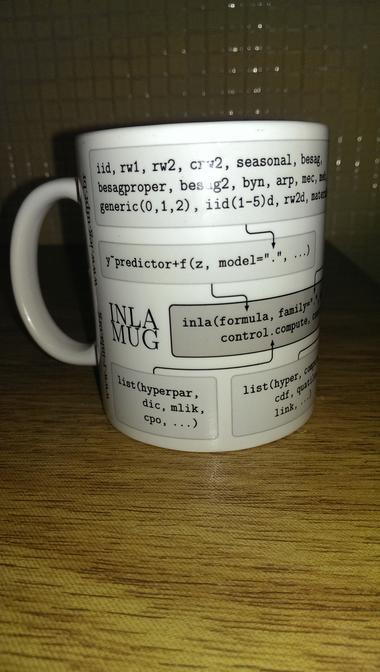 iid, rw1, rw2, crw2, seasonal, besag,
besagproper, besag2, byn, arp, mec,
generic(0,1,2), iid(1-5)d, rw2d,
y~predictor+f(z, model=".", ...)
INLA
MUG
inla(formula, family="
control.compute,
list(hyperpar,
dic, mlik,
cpo, ...)
list(hyper,
cdf,
link, ...)